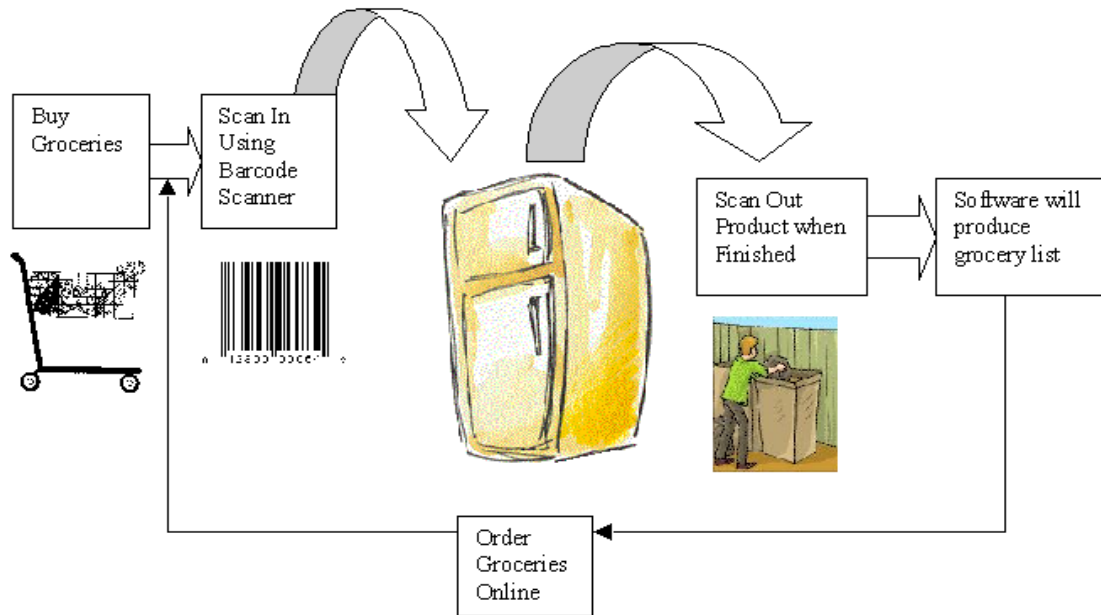 Buy
Groceries
Scan In
Using
Barcode
Scanner
Scan Out
Product when
Finished
Software will
produce
grocery list
Order
Groceries
Online